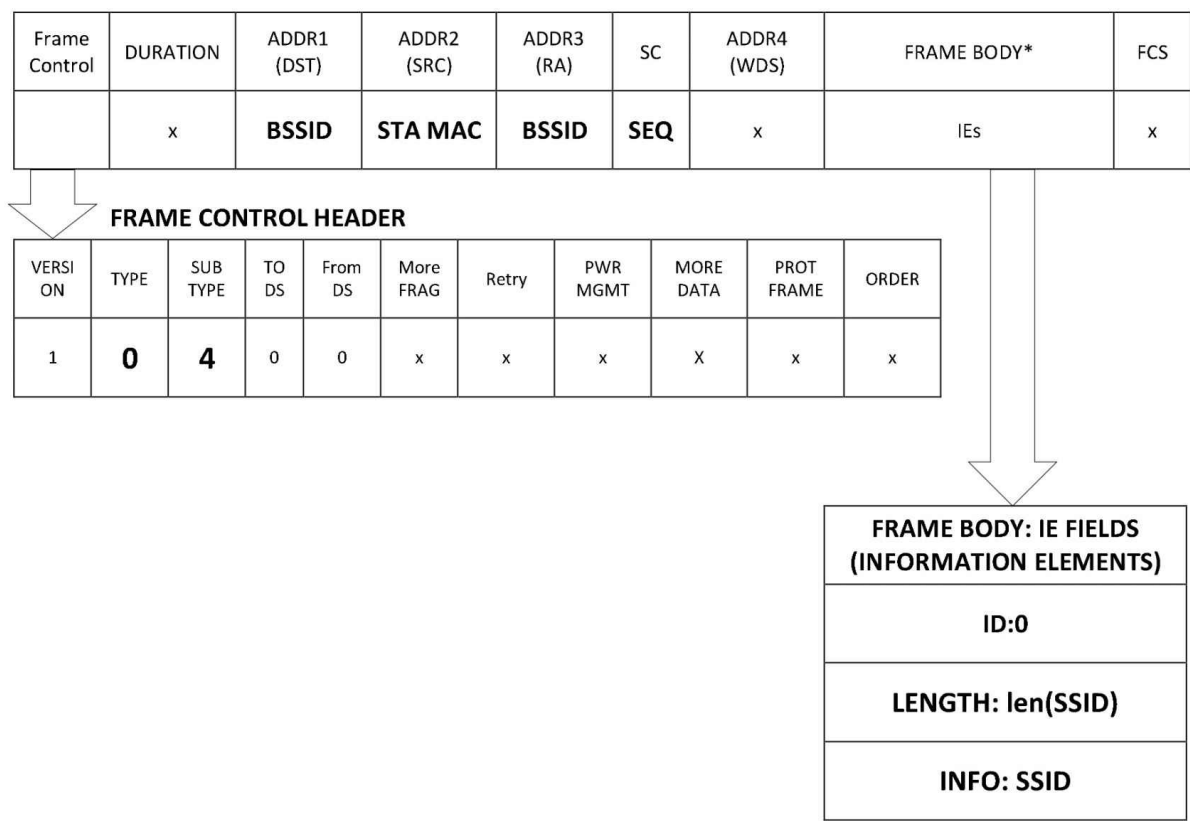 Frame Control DURATION ADDR1 (DST) ADDR2 (SRC) ADDR3 (RA) SC ADDR4 (WDS) FRAME BODY* FCS
x BSSID STA MAC BSSID SEQ x IEs x
FRAME CONTROL HEADER
VERSI ON TYPE SUB TYPE TO DS From DS More FRAG Retry PWR MGMT MORE DATA PROT FRAME ORDER
1 0 4 0 0 x x x X x x
FRAME BODY: IE FIELDS
(INFORMATION ELEMENTS)
ID:0
LENGTH: len(SSID)
INFO: SSID